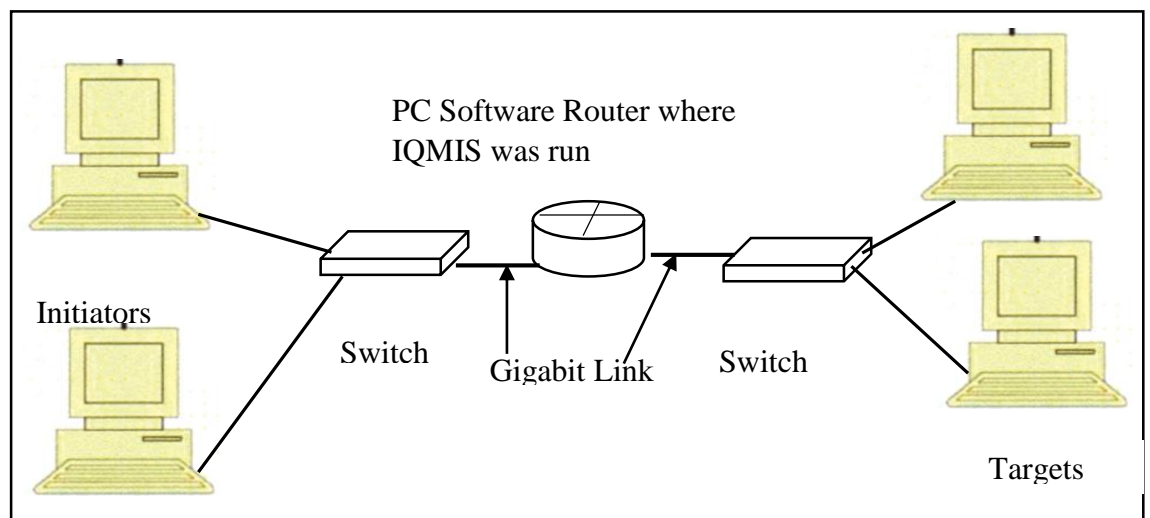 PC Software Router where
IQMIS was run
Initiators
Switch
Gigabit Link
Switch
Targets